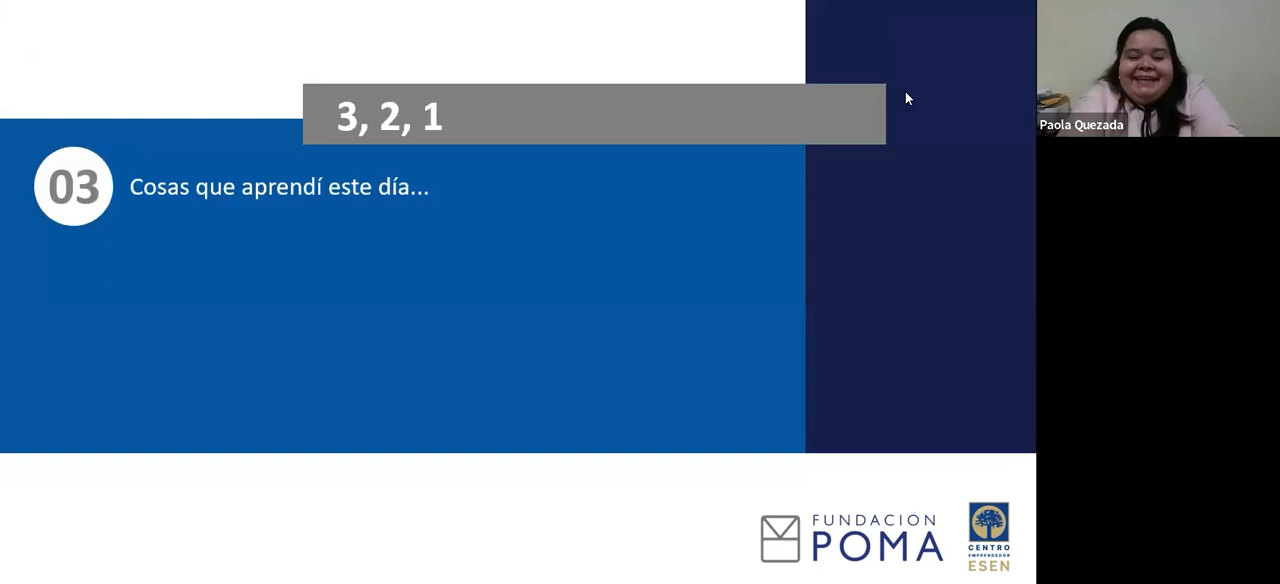 3, 2, 1
Paola Quezada
03
Cosas que aprendí este día...
FUNDACIÓN
POMA
CENTRO
EMPRENDEDOR
ESEN